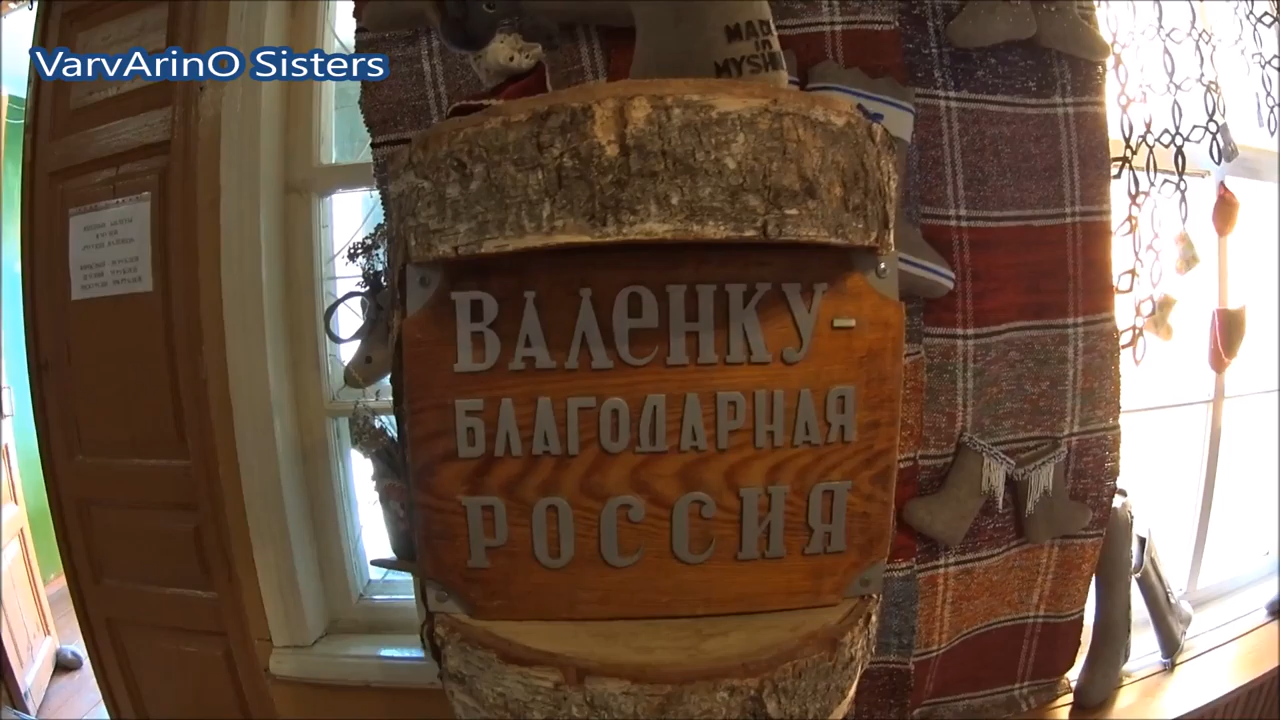 VarvArinO Sisters
MADE
in
MYSHK
ВАЛЕНКУ-
БЛАГОДАРНАЯ
РОССИЯ